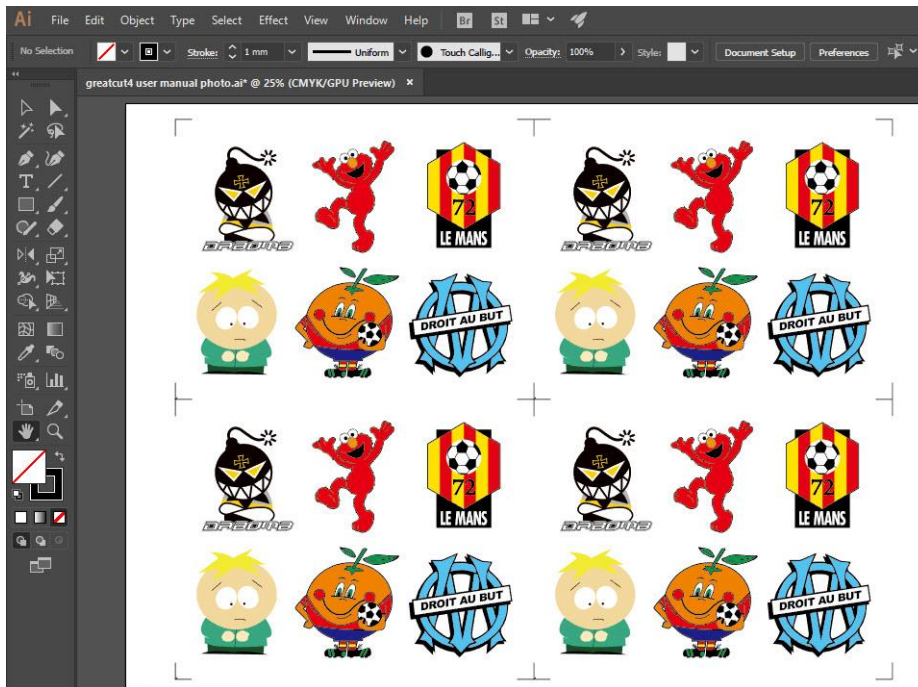 Ai File Edit Object Type Select Effect View Window Help Br St
No Selection Stroke: 1 mm Uniform Touch Callig... Opacity: 100% Style: Document Setup Preferences
greatcut4 user manual photo.ai* @ 25% (CMYK/GPU Preview) ×
72 72
LE MANS LE MANS
DROIT AU BUT DROIT AU BUT
72 72
LE MANS LE MANS
DROIT AU BUT DROIT AU BUT